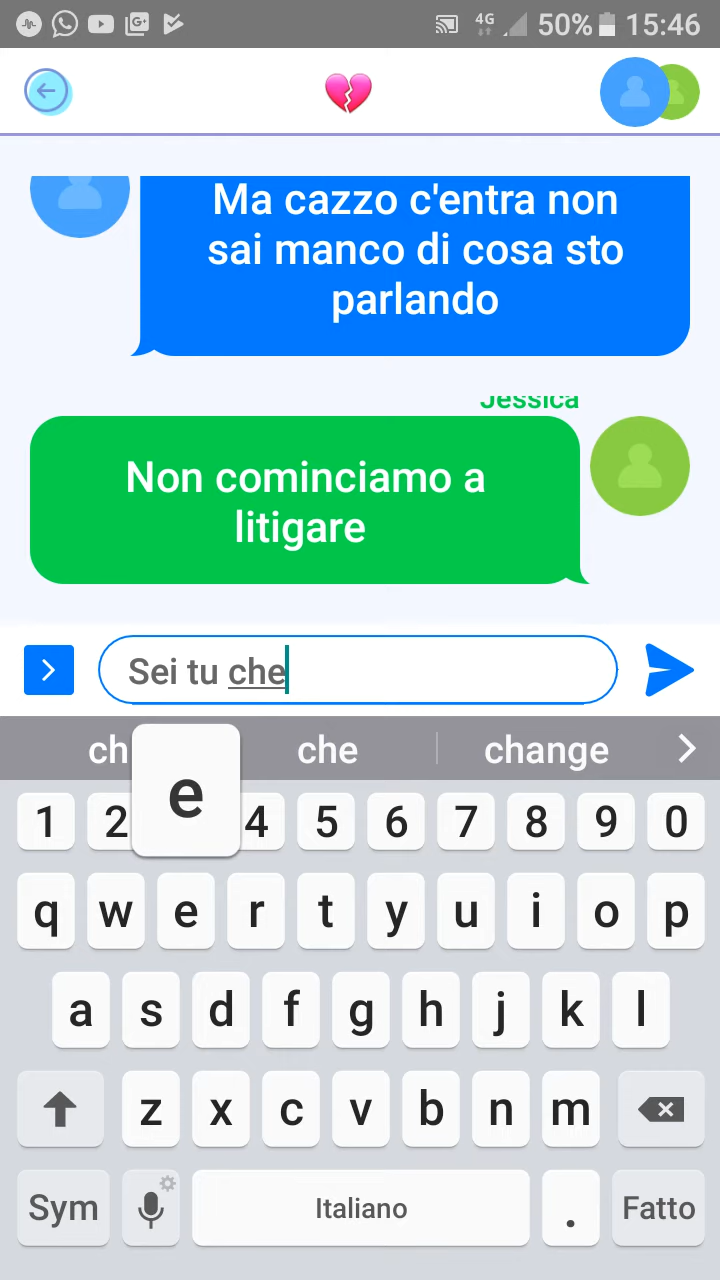 4G 50% 15:46
Ma cazzo c'entra non
sai manco di cosa sto
parlando
Jessica
Non cominciamo a
litigare
Sei tu che
ch che change
e
1 2 4 5 6 7 8 9 0
q w e r t y u i o p
a s d f g h j k l
z x c v b n m
Sym Italiano . Fatto